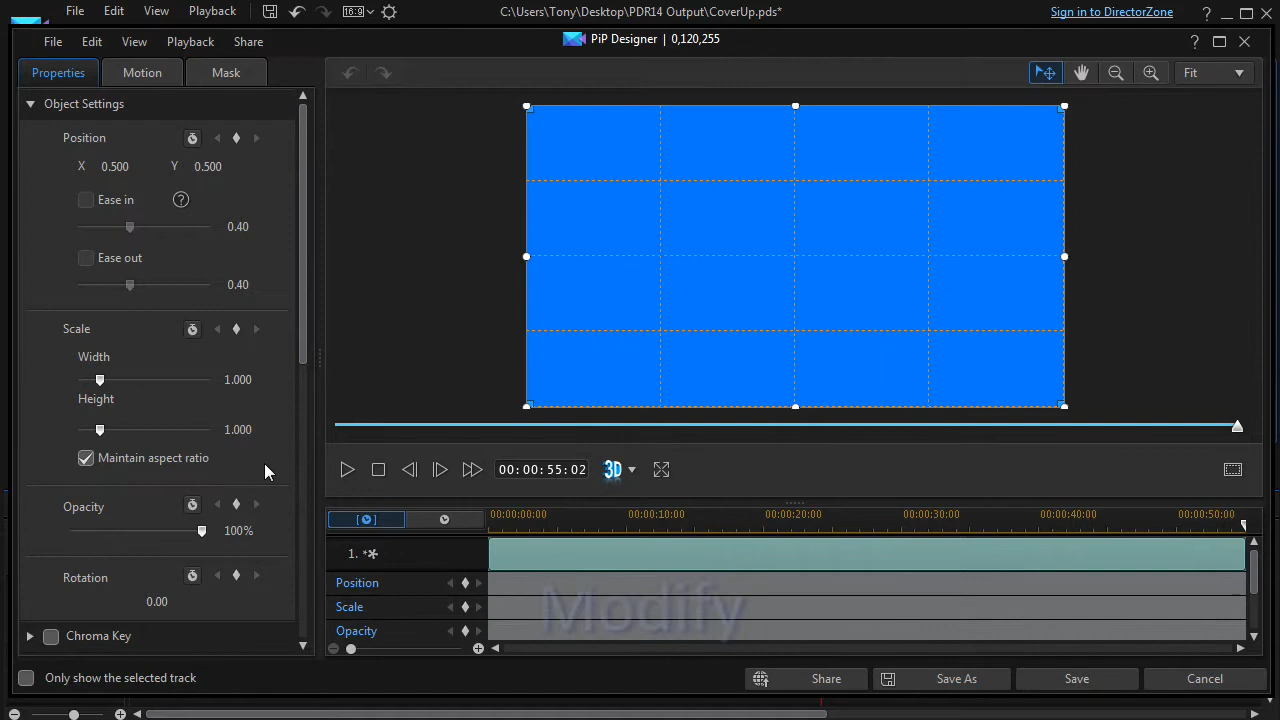 File Edit View Playback 16:9 C:\Users\Tony\Desktop\PDR14 Output\CoverUp.pds* Sign in to DirectorZone ?
File Edit View Playback Share PiP Designer | 0,120,255 ?
Properties Motion Mask Fit
Object Settings
Position
X 0.500 Y 0.500
Ease in ?
0.40
Ease out
0.40
Scale
Width
1.000
Height
1.000
Maintain aspect ratio
00:00:55:02 3D
Opacity
100%
00:00:00:00 00:00:10:00 00:00:20:00 00:00:30:00 00:00:40:00 00:00:50:00
1. **
Rotation
0.00
Position
Scale
Opacity
Modify
Chroma Key
Only show the selected track Share Save As Save Cancel